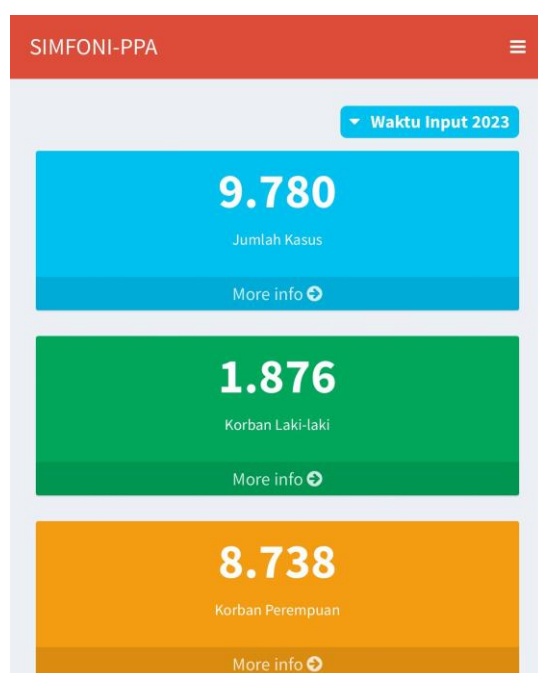 SIMFONI-PPA
Waktu Input 2023
9.780
Jumlah Kasus
More info
1.876
Korban Laki-laki
More info
8.738
Korban Perempuan
More info